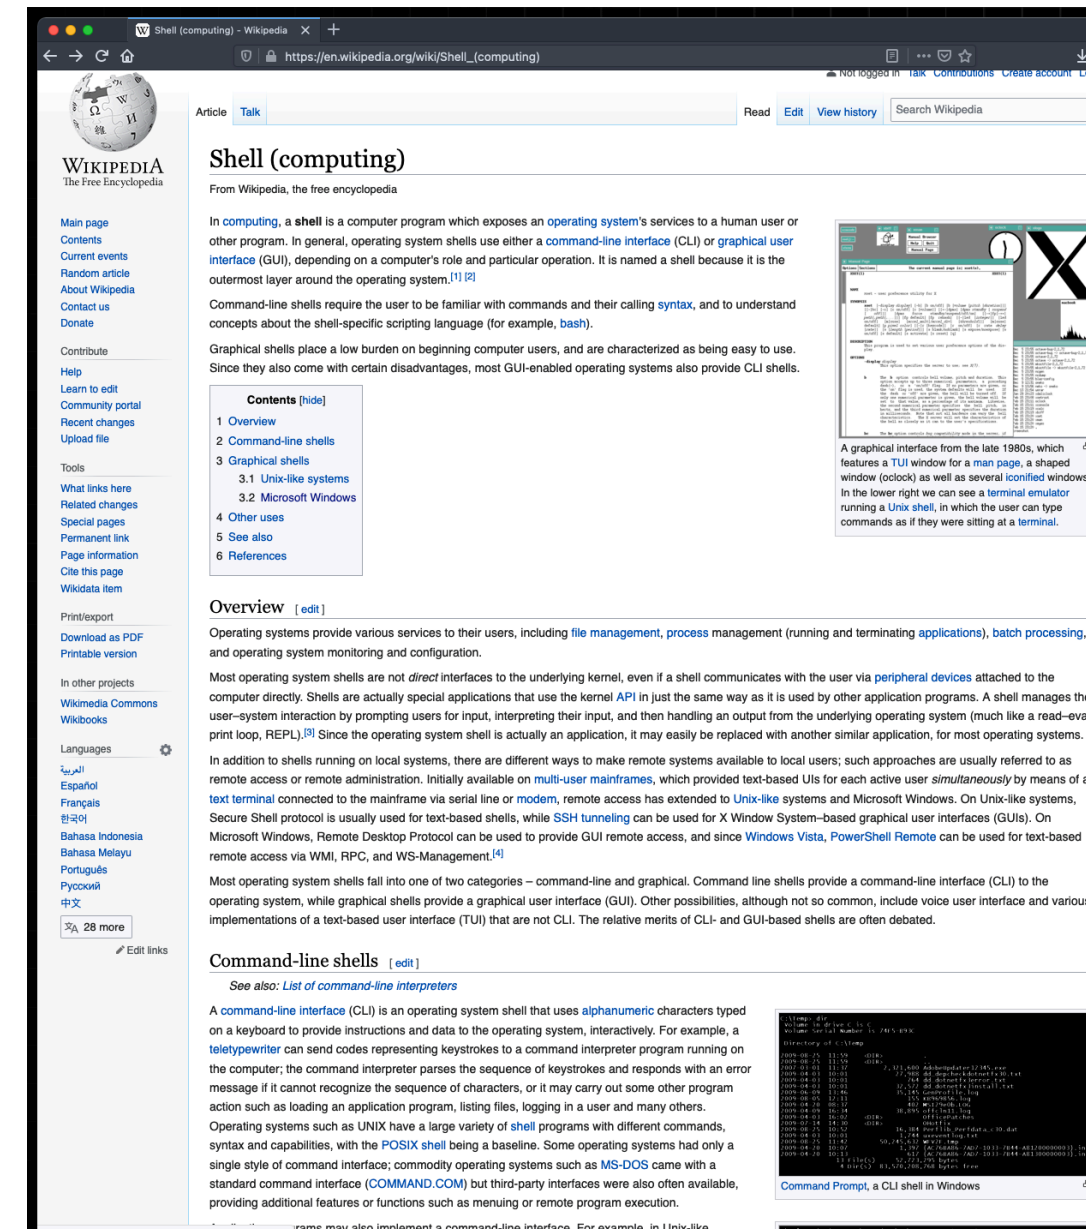 Shell (computing) - Wikipedia
https://en.wikipedia.org/wiki/Shell_(computing)
Not logged in Talk Contributions Create account
WIKIPEDIA
The Free Encyclopedia
Article Talk
Read Edit View history Search Wikipedia
Main page
Contents
Current events
Random article
About Wikipedia
Contact us
Donate
Contribute
Help
Learn to edit
Community portal
Recent changes
Upload file
Tools
What links here
Related changes
Special pages
Permanent link
Page information
Cite this page
Wikidata item
Print/export
Download as PDF
Printable version
In other projects
Wikimedia Commons
Wikibooks
Languages
العربية
Español
Français
한국어
Bahasa Indonesia
Bahasa Melayu
Português
Русский
中文
28 more
Edit links
Shell (computing)
From Wikipedia, the free encyclopedia
In computing, a shell is a computer program which exposes an operating system's services to a human user or
other program. In general, operating system shells use either a command-line interface (CLI) or graphical user
interface (GUI), depending on a computer's role and particular operation. It is named a shell because it is the
outermost layer around the operating system.[1] [2]
Command-line shells require the user to be familiar with commands and their calling syntax, and to understand
concepts about the shell-specific scripting language (for example, bash).
Graphical shells place a low burden on beginning computer users, and are characterized as being easy to use.
Since they also come with certain disadvantages, most GUI-enabled operating systems also provide CLI shells.
A graphical interface from the late 1980s, which
features a TUI window for a man page, a shaped
window (oclock) as well as several iconified windows
In the lower right we can see a terminal emulator
running a Unix shell, in which the user can type
commands as if they were sitting at a terminal.
Contents [hide]
1 Overview
2 Command-line shells
3 Graphical shells
3.1 Unix-like systems
3.2 Microsoft Windows
4 Other uses
5 See also
6 References
Overview [ edit ]
Operating systems provide various services to their users, including file management, process management (running and terminating applications), batch processing,
and operating system monitoring and configuration.
Most operating system shells are not direct interfaces to the underlying kernel, even if a shell communicates with the user via peripheral devices attached to the
computer directly. Shells are actually special applications that use the kernel API in just the same way as it is used by other application programs. A shell manages the
user–system interaction by prompting users for input, interpreting their input, and then handling an output from the underlying operating system (much like a read–eva
print loop, REPL).[3] Since the operating system shell is actually an application, it may easily be replaced with another similar application, for most operating systems.
In addition to shells running on local systems, there are different ways to make remote systems available to local users; such approaches are usually referred to as
remote access or remote administration. Initially available on multi-user mainframes, which provided text-based UIs for each active user simultaneously by means of a
text terminal connected to the mainframe via serial line or modem, remote access has extended to Unix-like systems and Microsoft Windows. On Unix-like systems,
Secure Shell protocol is usually used for text-based shells, while SSH tunneling can be used for X Window System–based graphical user interfaces (GUIs). On
Microsoft Windows, Remote Desktop Protocol can be used to provide GUI remote access, and since Windows Vista, PowerShell Remote can be used for text-based
remote access via WMI, RPC, and WS-Management.[4]
Most operating system shells fall into one of two categories – command-line and graphical. Command line shells provide a command-line interface (CLI) to the
operating system, while graphical shells provide a graphical user interface (GUI). Other possibilities, although not so common, include voice user interface and various
implementations of a text-based user interface (TUI) that are not CLI. The relative merits of CLI- and GUI-based shells are often debated.
Command-line shells [ edit ]
See also: List of command-line interpreters
A command-line interface (CLI) is an operating system shell that uses alphanumeric characters typed
on a keyboard to provide instructions and data to the operating system, interactively. For example, a
teletypewriter can send codes representing keystrokes to a command interpreter program running on
the computer; the command interpreter parses the sequence of keystrokes and responds with an error
message if it cannot recognize the sequence of characters, or it may carry out some other program
action such as loading an application program, listing files, logging in a user and many others.
Operating systems such as UNIX have a large variety of shell programs with different commands,
syntax and capabilities, with the POSIX shell being a baseline. Some operating systems had only a
single style of command interface; commodity operating systems such as MS-DOS came with a
standard command interface (COMMAND.COM) but third-party interfaces were also often available,
providing additional features or functions such as menuing or remote program execution.
may also implement a command-line interface. For example, in Unix-like
Command Prompt, a CLI shell in Windows